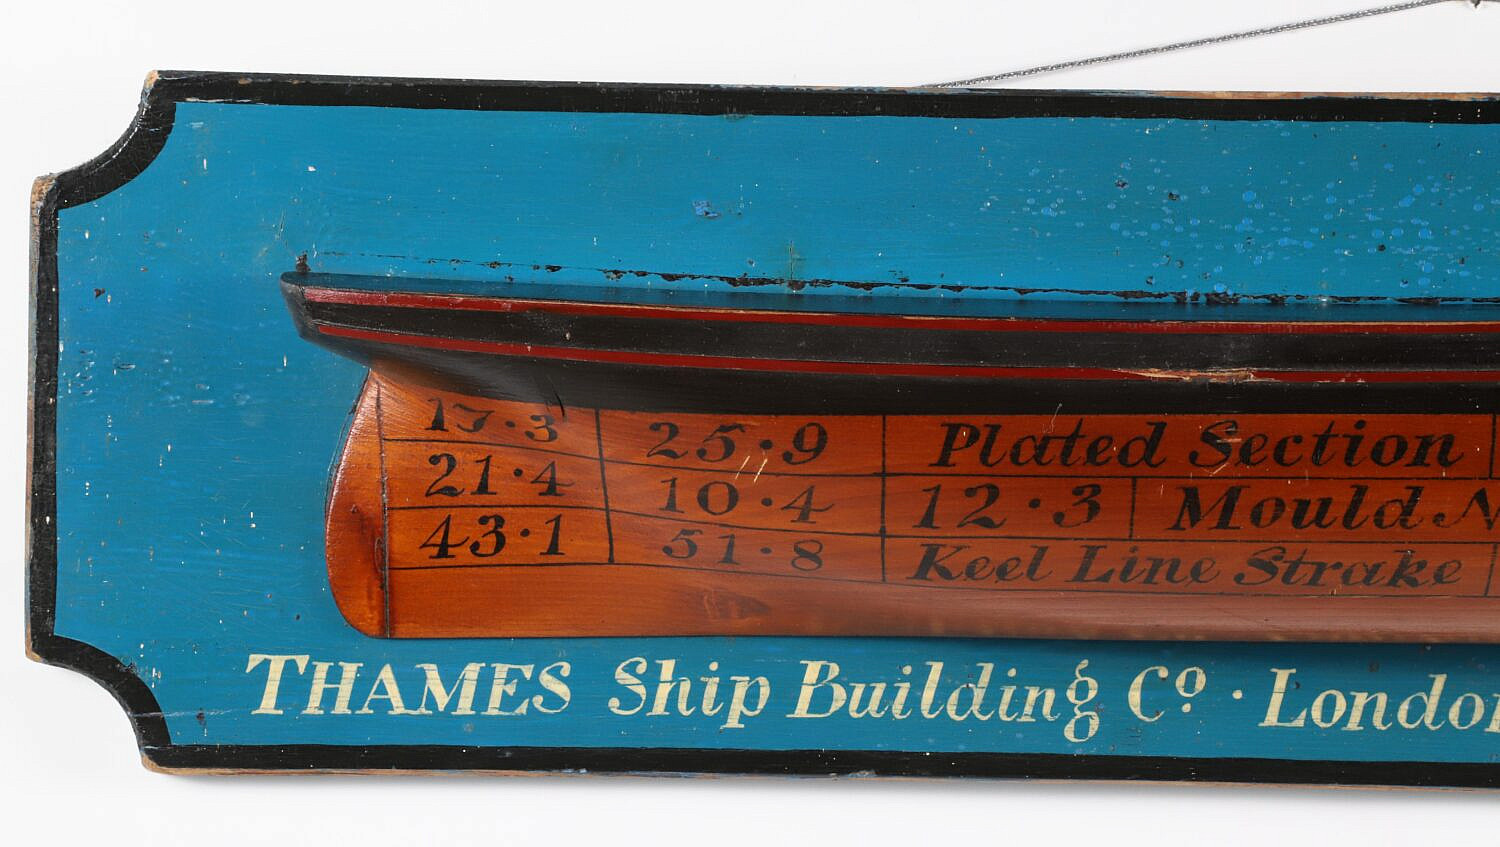 17·3 25·9 Plated Section
21·4 10·4 12·3 Mould
43·1 51·8 Keel Line Strake
THAMES Ship Building Cº · London